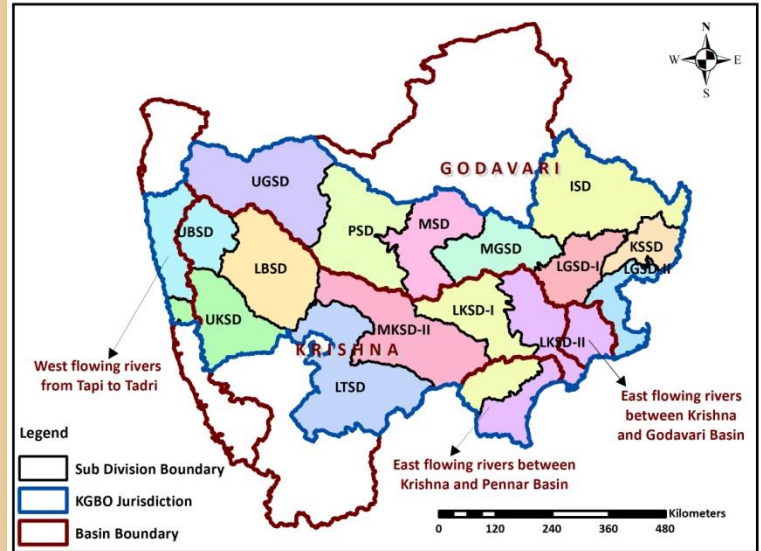 N
W
E
S
GODAVARI
UGSD
ISD
PSD
MSD
MGSD
KSSD
UBSD
LBSD
LGSD-I
LGSD-II
UKSD
LKSD-I
MKSD-II
LKSD-II
KRISHNA
LTSD
West flowing rivers
from Tapi to Tadri
East flowing rivers
between Krishna
and Godavari Basin
East flowing rivers between
Krishna and Pennar Basin
Legend
Sub Division Boundary
KGBO Jurisdiction
Basin Boundary
Kilometers
0 60 120 240 360 480